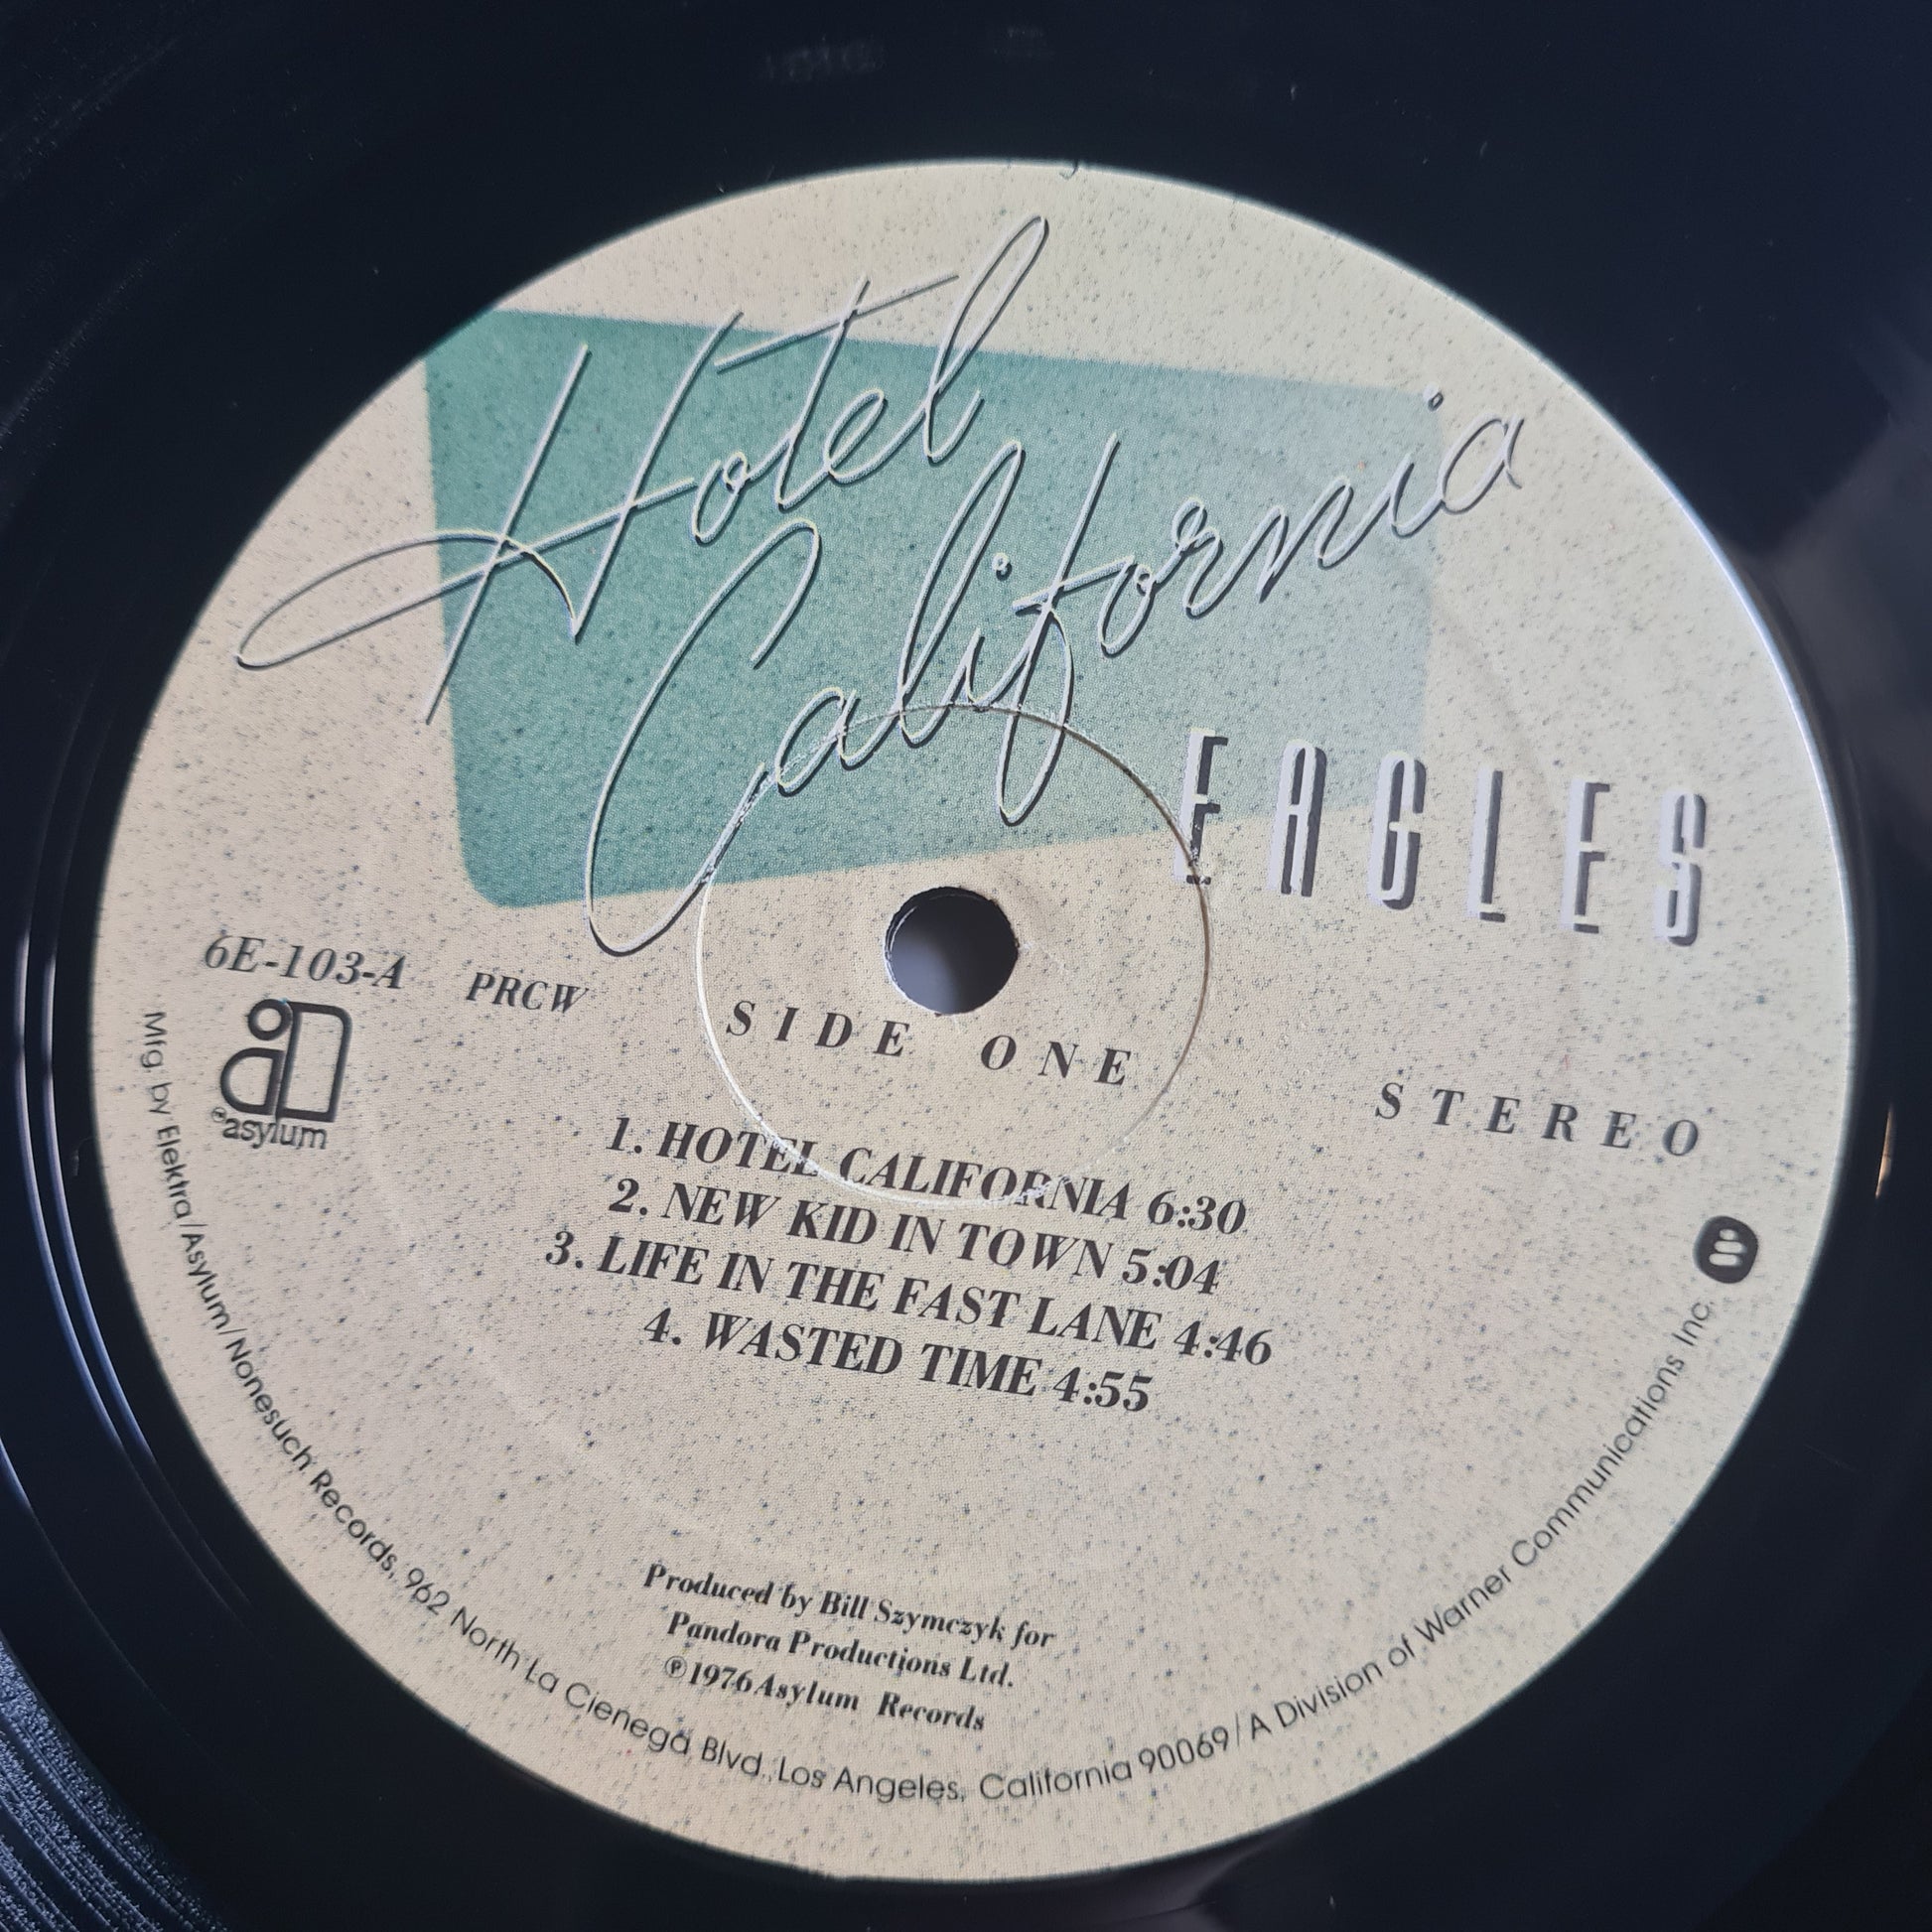 Hotel
California
EAGLES
6E-103-A PRCW
SIDE ONE
STEREO
asylum
1. HOTEL CALIFORNIA 6:30
2. NEW KID IN TOWN 5:04
3. LIFE IN THE FAST LANE 4:46
4. WASTED TIME 4:55
Produced by Bill Szymczyk for
Pandora Productions Ltd.
℗1976 Asylum Records
Mfg. by Elektra/Asylum/Nonesuch Records, 962 North La Cienega Blvd., Los Angeles, California 90069/A Division of Warner Communications Inc.